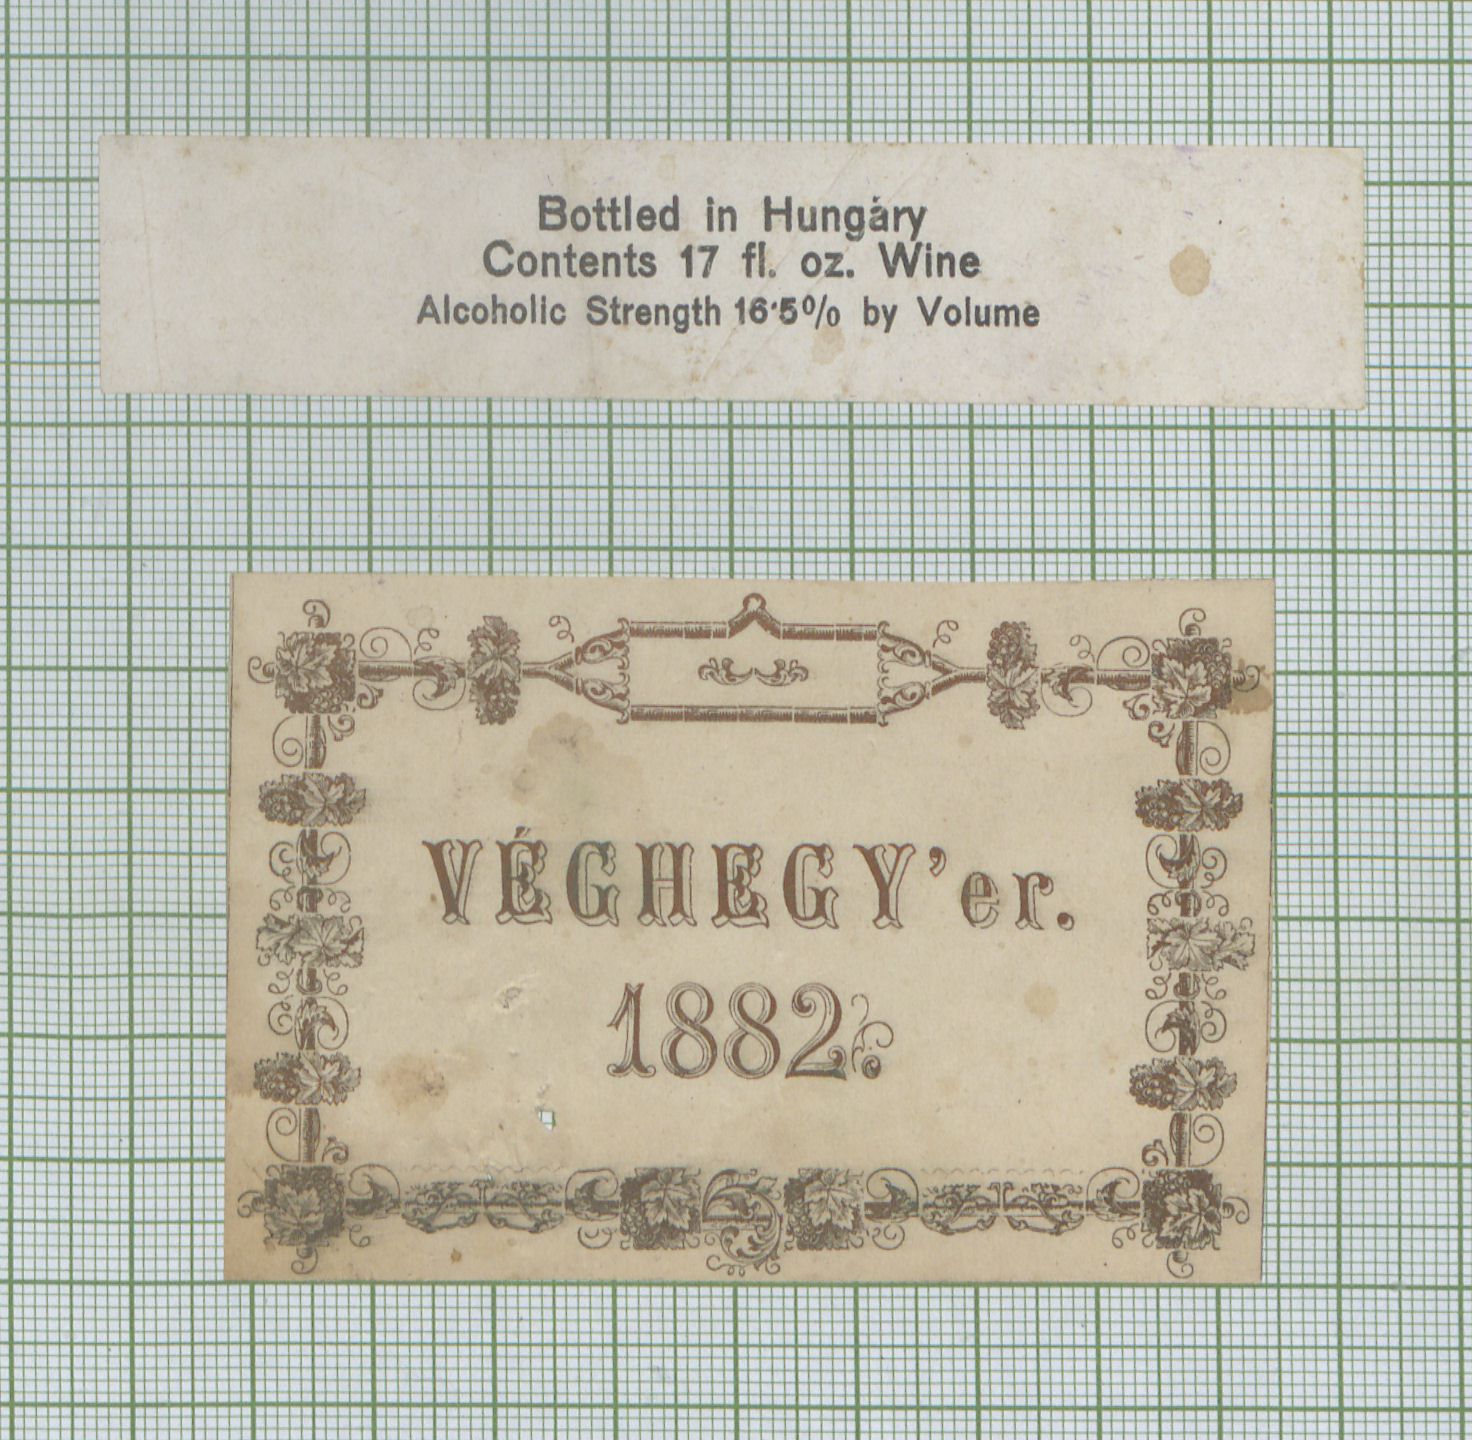 Bottled in Hungáry
Contents 17 fl. oz. Wine
Alcoholic Strength 16·5% by Volume
VÉGHEGY’er.
1882.